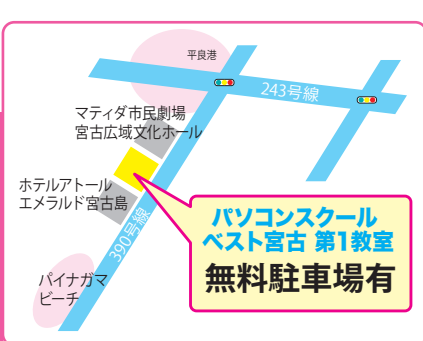 平良港
243号線
マティダ市民劇場
宮古広域文化ホール
ホテルアトール
エメラルド宮古島
390号線
パイナガマ
ビーチ
パソコンスクール
ベスト宮古 第1教室
無料駐車場有